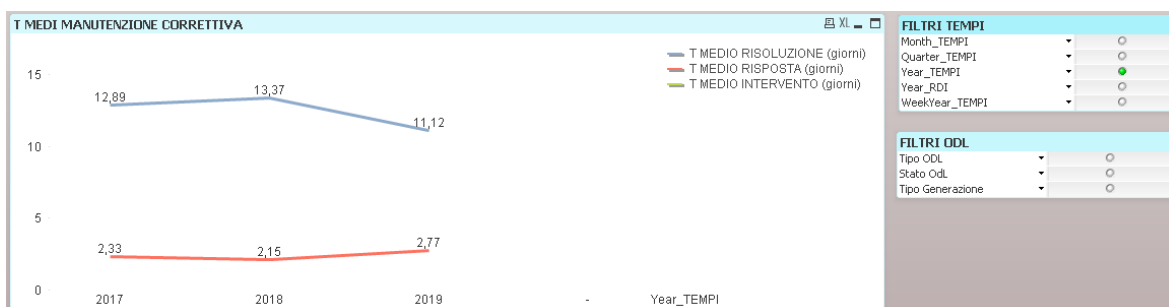 T MEDI MANUTENZIONE CORRETTIVA
XL
T MEDIO RISOLUZIONE (giorni)
T MEDIO RISPOSTA (giorni)
T MEDIO INTERVENTO (giorni)
15
10
5
0
12,89
13,37
11,12
2,33
2,15
2,77
2017
2018
2019
-
Year_TEMPI
FILTRI TEMPI
Month_TEMPI
Quarter_TEMPI
Year_TEMPI
Year_RDI
WeekYear_TEMPI
FILTRI ODL
Tipo ODL
Stato OdL
Tipo Generazione